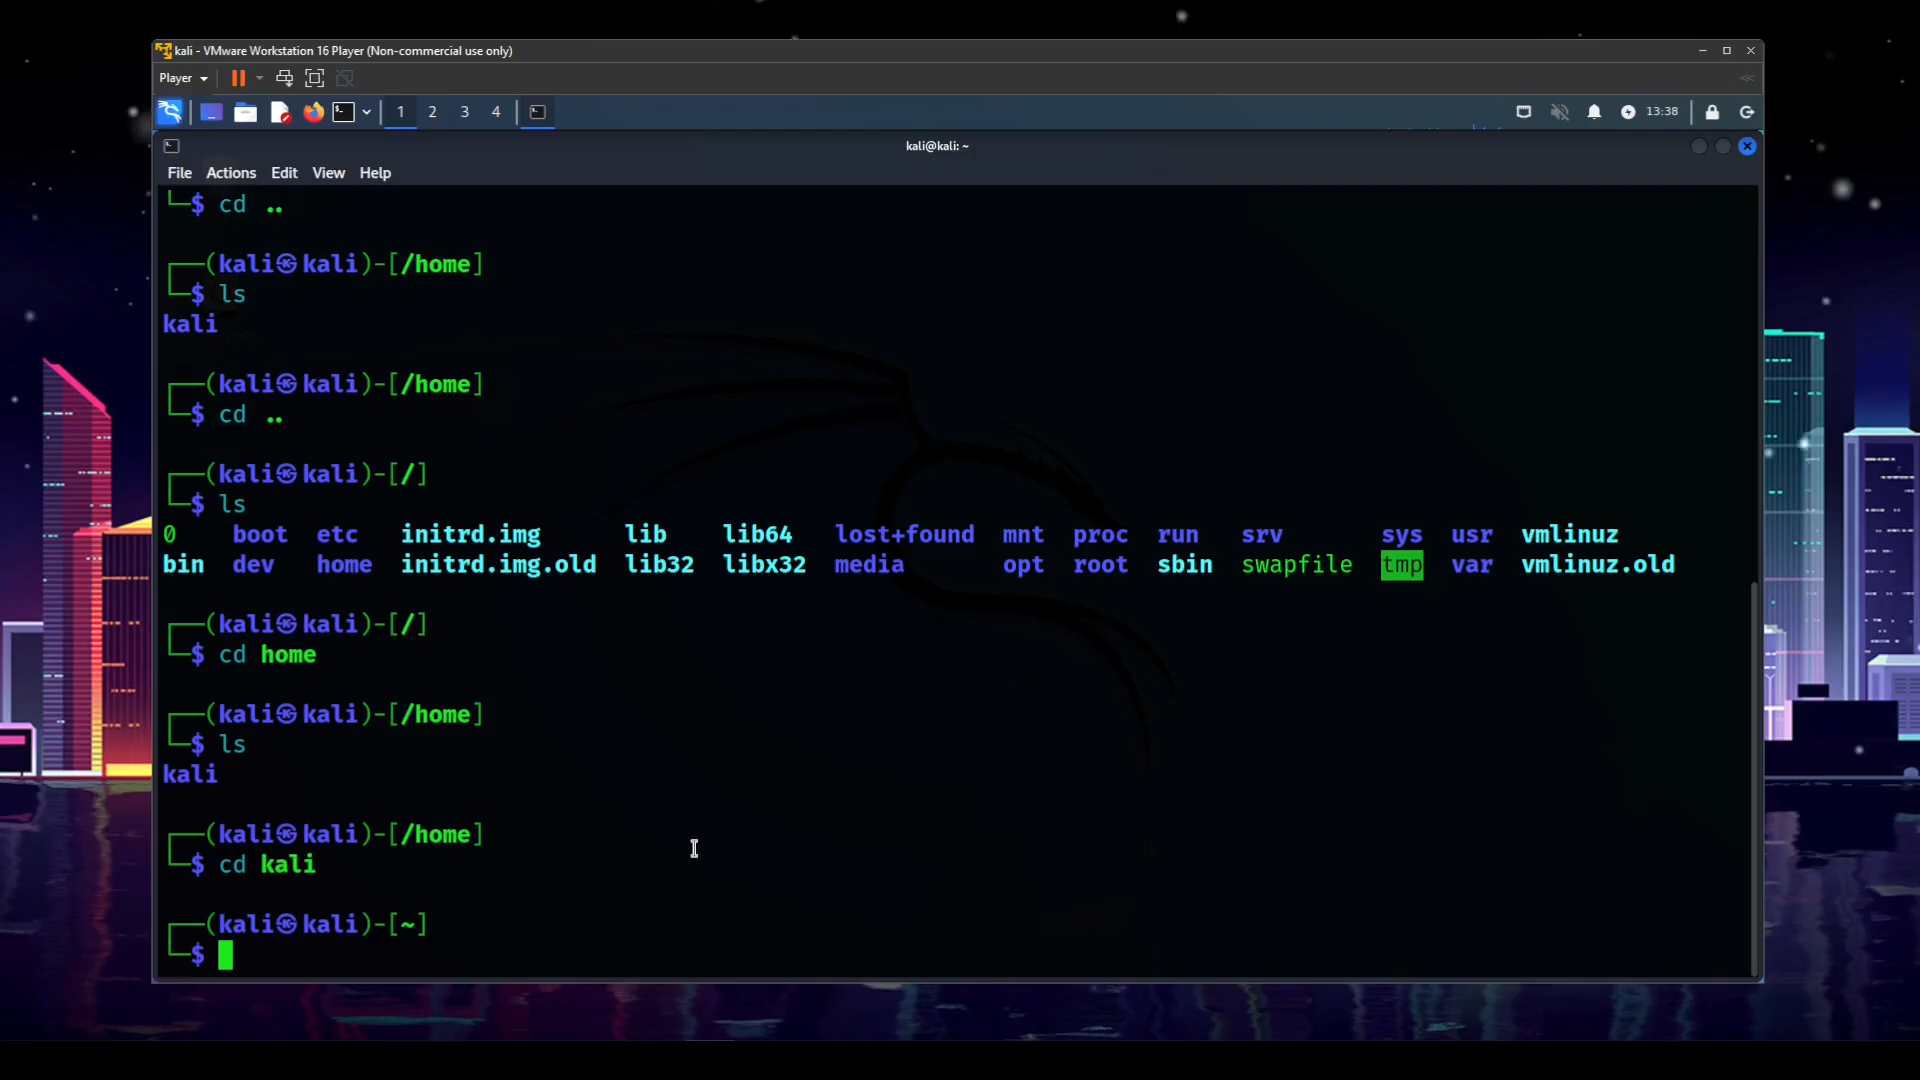 kali - VMware Workstation 16 Player (Non-commercial use only)
Player
1 2 3 4 13:38
kali@kali: ~
File Actions Edit View Help
└─$ cd ..
┌──(kali㉿kali)-[/home]
└─$ ls
kali
┌──(kali㉿kali)-[/home]
└─$ cd ..
┌──(kali㉿kali)-[/]
└─$ ls
0 boot etc initrd.img lib lib64 lost+found mnt proc run srv sys usr vmlinuz
bin dev home initrd.img.old lib32 libx32 media opt root sbin swapfile tmp var vmlinuz.old
┌──(kali㉿kali)-[/]
└─$ cd home
┌──(kali㉿kali)-[/home]
└─$ ls
kali
┌──(kali㉿kali)-[/home]
└─$ cd kali
┌──(kali㉿kali)-[~]
└─$